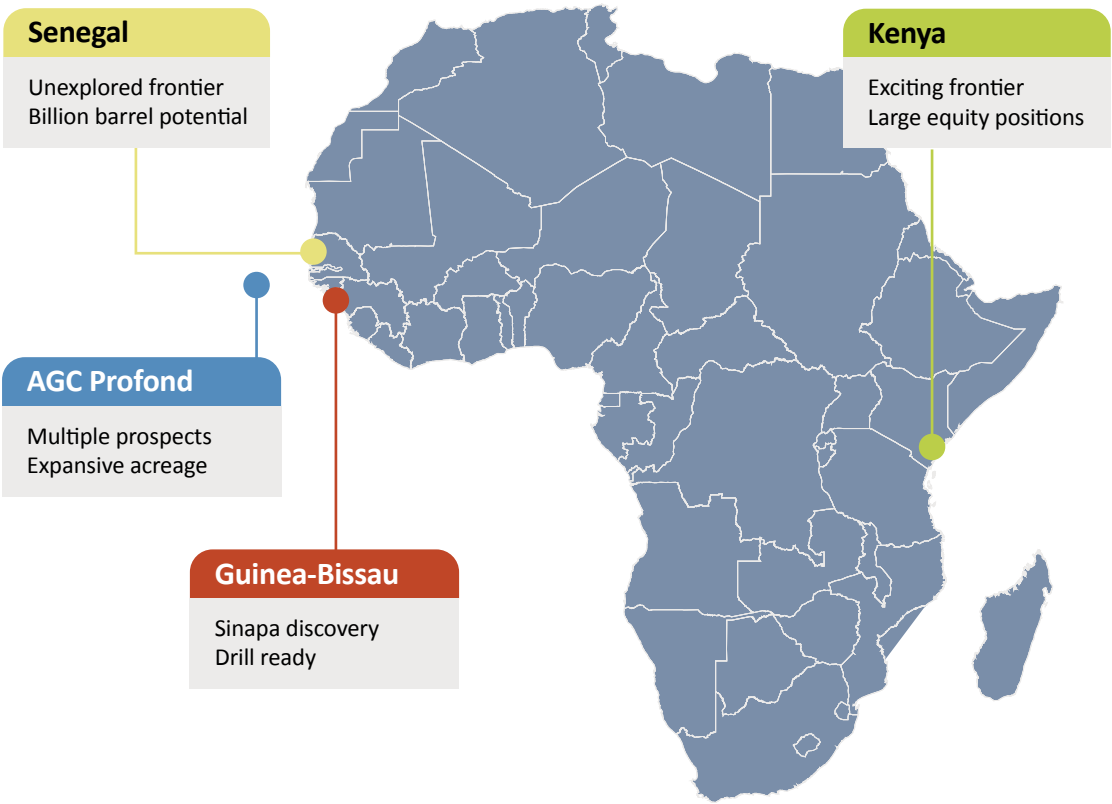 Senegal
Unexplored frontier
Billion barrel potential
Kenya
Exciting frontier
Large equity positions
AGC Profond
Multiple prospects
Expansive acreage
Guinea-Bissau
Sinapa discovery
Drill ready